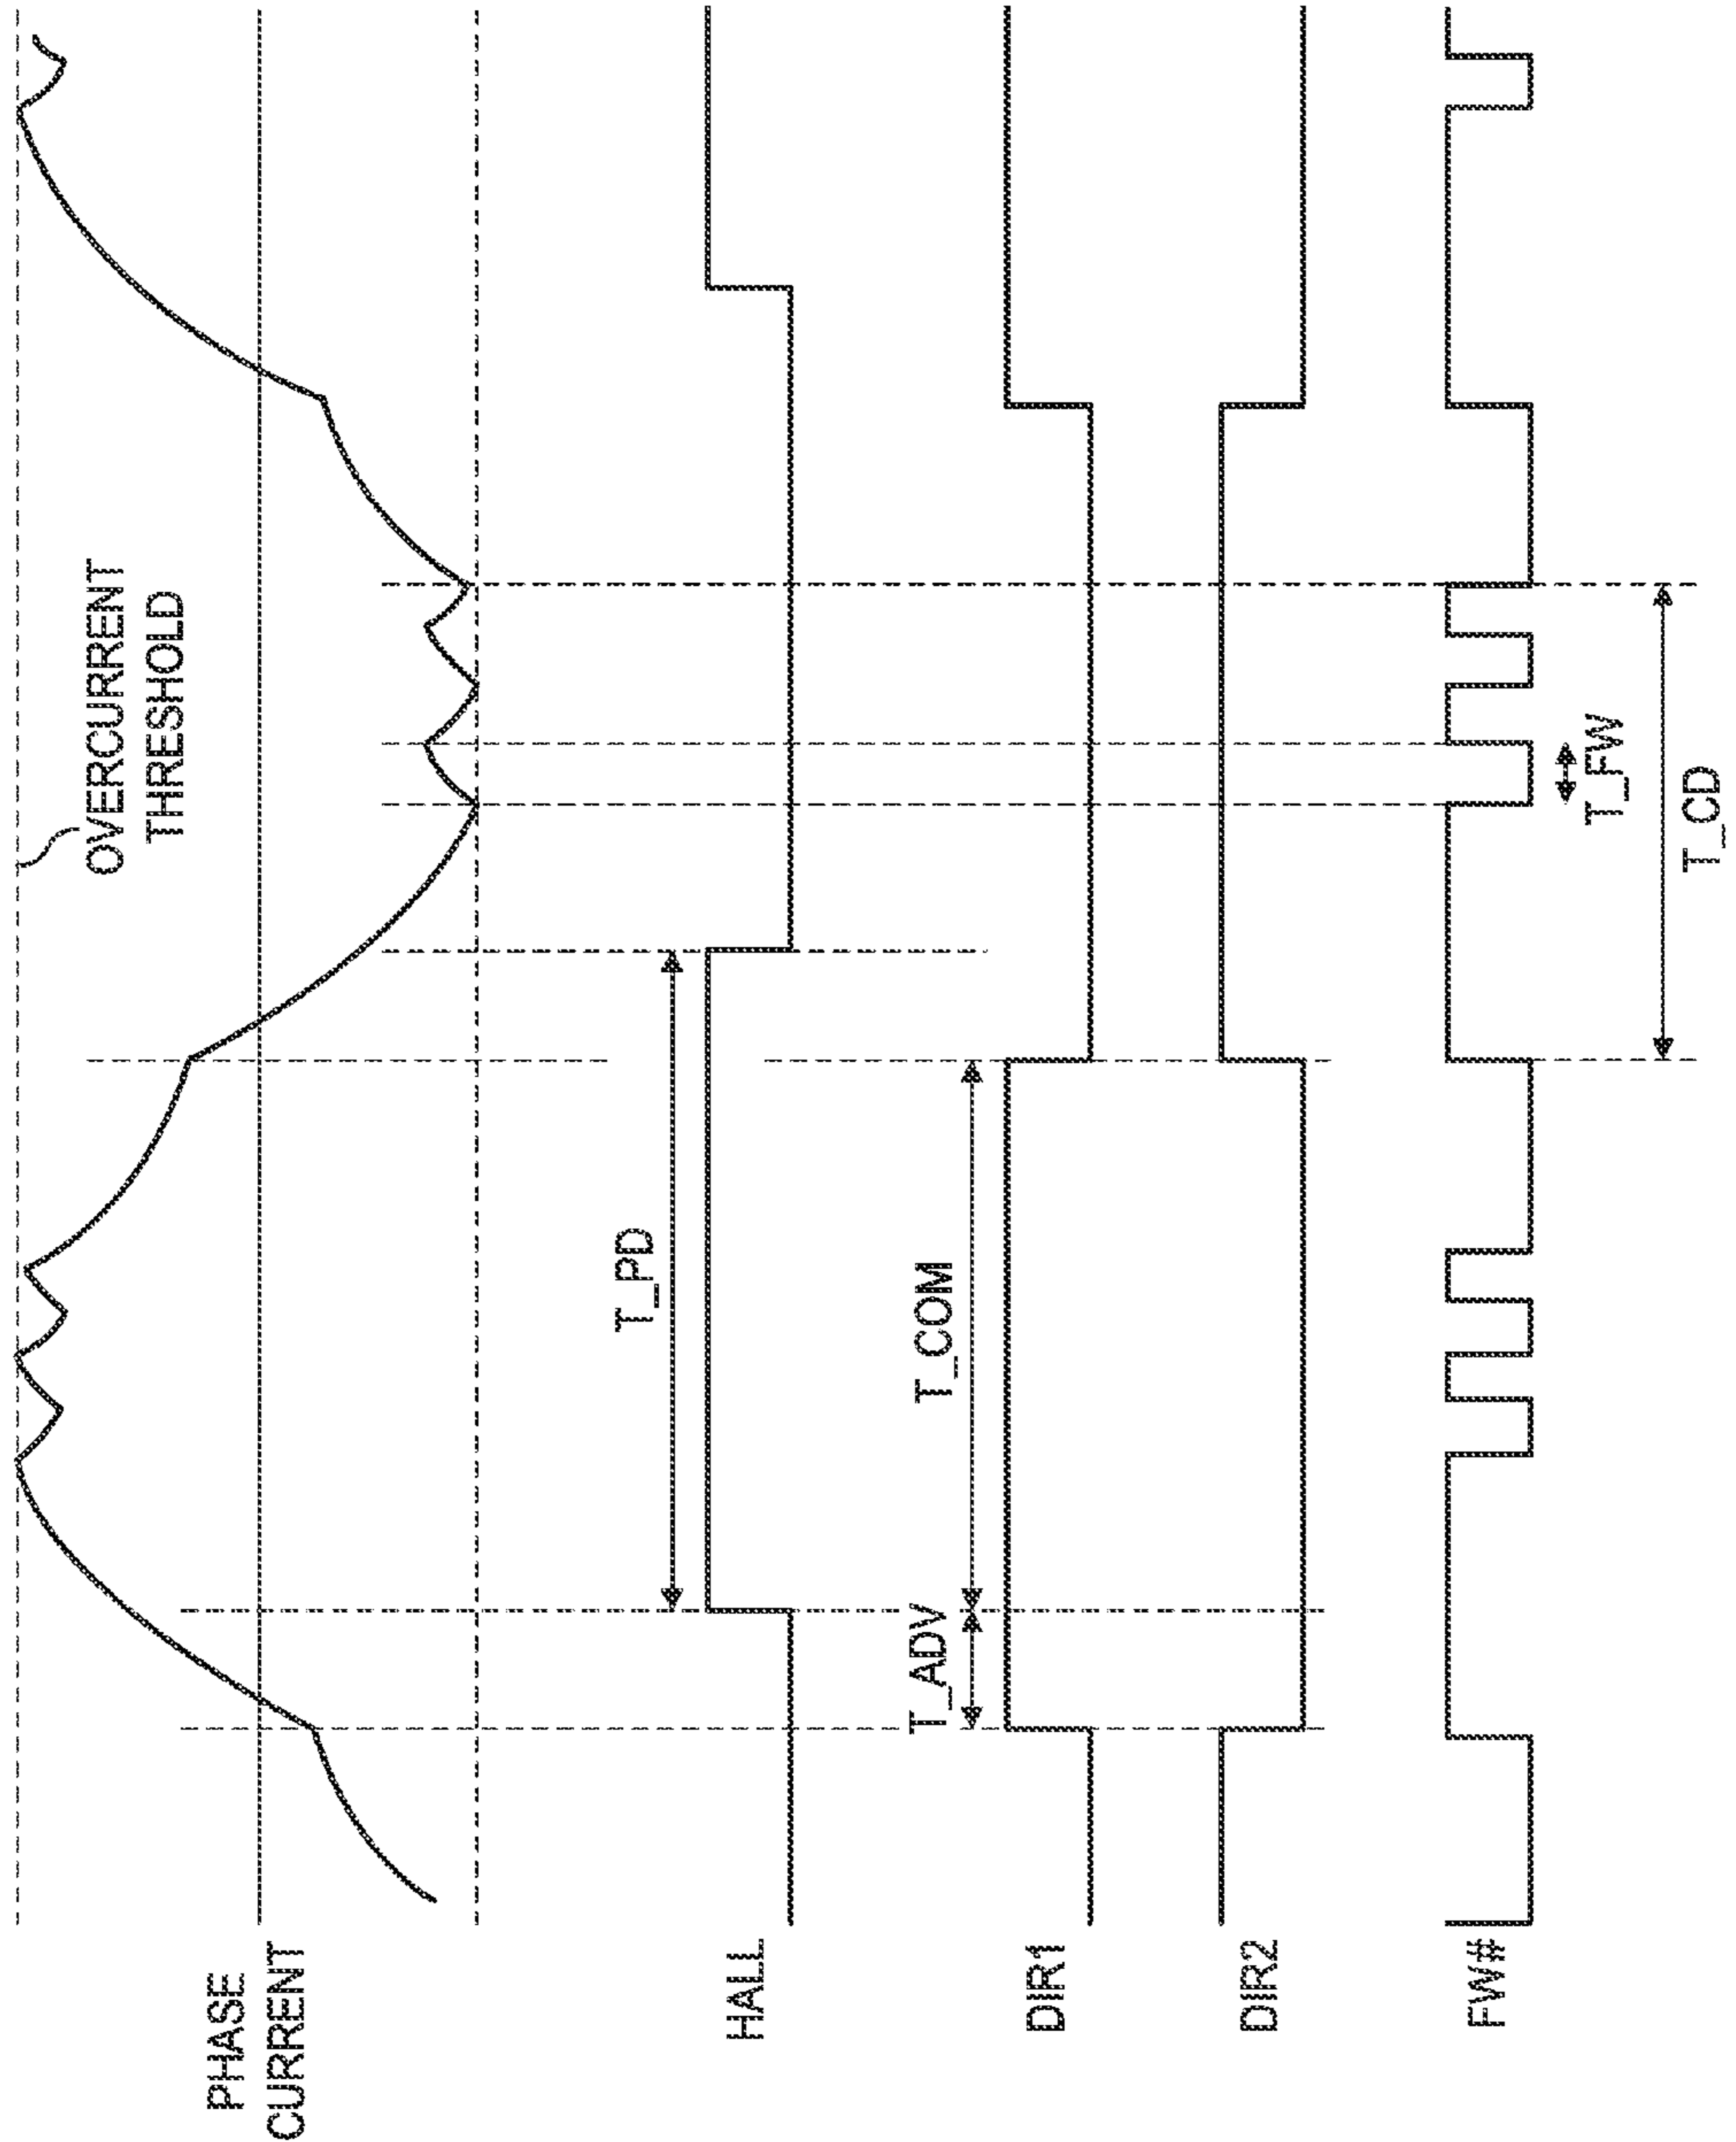 OVERCURRENT
THRESHOLD
PHASE
CURRENT
T_PD
HALL
T_ADV
T_COM
DIR1
DIR2
FW#
T_FW
T_CD